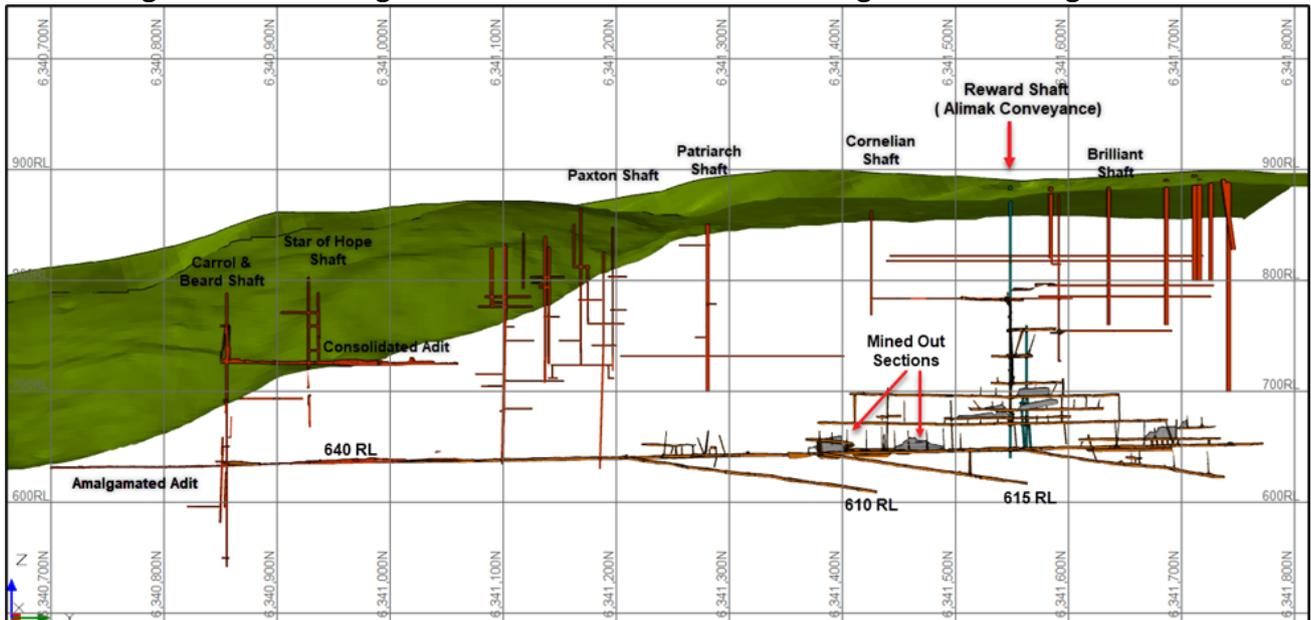 6,340,700N
6,340,800N
6,340,900N
6,341,000N
6,341,100N
6,341,200N
6,341,300N
6,341,400N
6,341,500N
6,341,600N
6,341,700N
6,341,800N
Reward Shaft
( Alimak Conveyance)
Cornelian
Shaft
Patriarch
Shaft
Brilliant
Shaft
900RL
900RL
Paxton Shaft
Star of Hope
Shaft
Carrol &
Beard Shaft
800RL
800RL
Consolidated Adit
Mined Out
Sections
700RL
700RL
640 RL
Amalgamated Adit
600RL
600RL
610 RL
615 RL
6,340,700N
6,340,800N
6,340,900N
6,341,000N
6,341,100N
6,341,200N
6,341,300N
6,341,400N
6,341,500N
6,341,600N
6,341,700N
6,341,800N
Z
X
Y